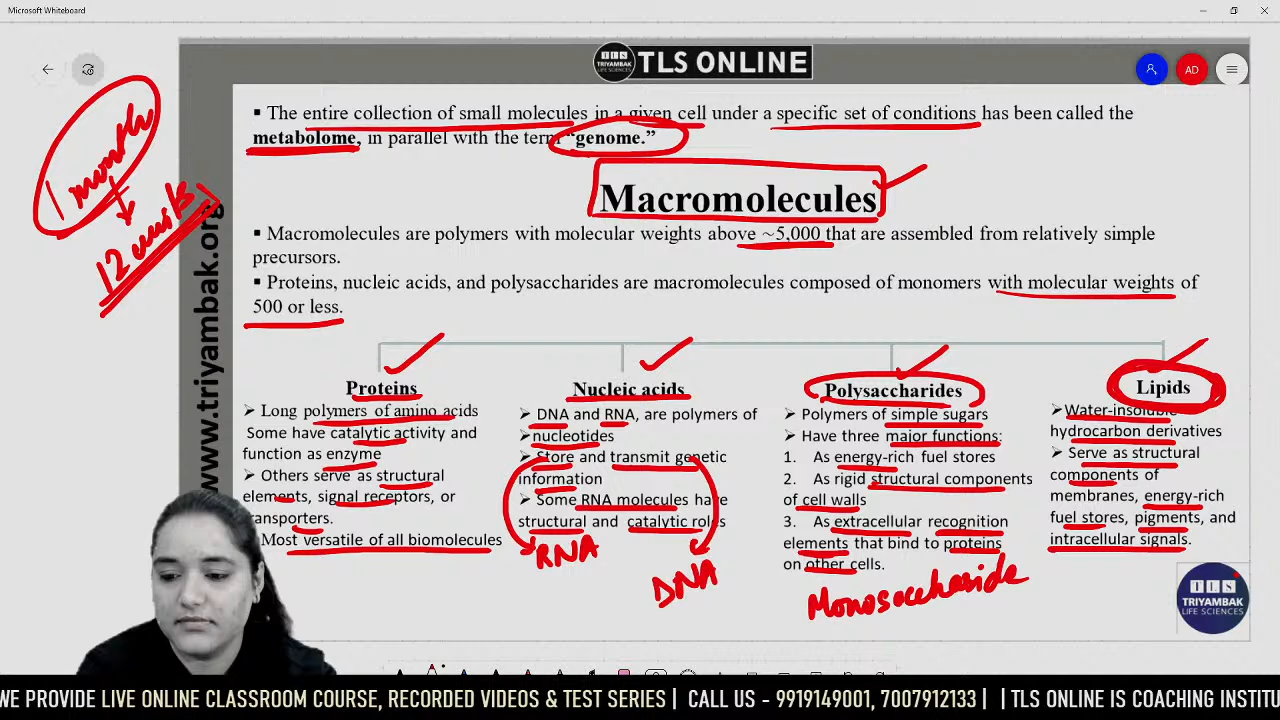 Microsoft Whiteboard
TLS
TRIYAMBAK
LIFE SCIENCES
TLS ONLINE
AD
▪ The entire collection of small molecules in a given cell under a specific set of conditions has been called the
metabolome, in parallel with the term “genome.”
1 month
12
Macromolecules
▪ Macromolecules are polymers with molecular weights above ~5,000 that are assembled from relatively simple
precursors.
▪ Proteins, nucleic acids, and polysaccharides are macromolecules composed of monomers with molecular weights of
500 or less.
www.triyambak.org
Proteins
➢ Long polymers of amino acids
Some have catalytic activity and
function as enzyme
➢ Others serve as structural
elements, signal receptors, or
transporters.
Most versatile of all biomolecules
Nucleic acids
➢ DNA and RNA, are polymers of
➢ nucleotides
➢ Store and transmit genetic
information
➢ Some RNA molecules have
structural and catalytic roles
RNA
DNA
Polysaccharides
➢ Polymers of simple sugars
➢ Have three major functions:
1. As energy-rich fuel stores
2. As rigid structural components
of cell walls
3. As extracellular recognition
elements that bind to proteins
on other cells.
Monosaccharide
Lipids
➢ Water-insoluble
hydrocarbon derivatives
➢ Serve as structural
components of
membranes, energy-rich
fuel stores, pigments, and
intracellular signals.
TLS
TRIYAMBAK
LIFE SCIENCES
WE PROVIDE LIVE ONLINE CLASSROOM COURSE, RECORDED VIDEOS & TEST SERIES | CALL US - 9919149001, 7007912133 | | TLS ONLINE IS COACHING INSTITU